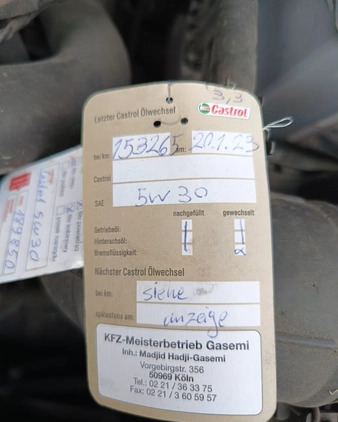 Castrol
Letzter Castrol Ölwechsel
bei km: 153265 am: 20.1.23
Castrol
SAE 5W30
nachgefüllt gewechselt
Getriebeöl:
Hinterachsöl:
Bremsflüssigkeit:
Nächster Castrol Ölwechsel
bei km: siehe
spätestens am: anzeige
KFZ-Meisterbetrieb Gasemi
Inh.: Madjid Hadji-Gasemi
Vorgebirgstr. 356
50969 Köln
Tel.: 02 21 / 36 33 75
Fax: 02 21 / 3 60 59 57
5W30